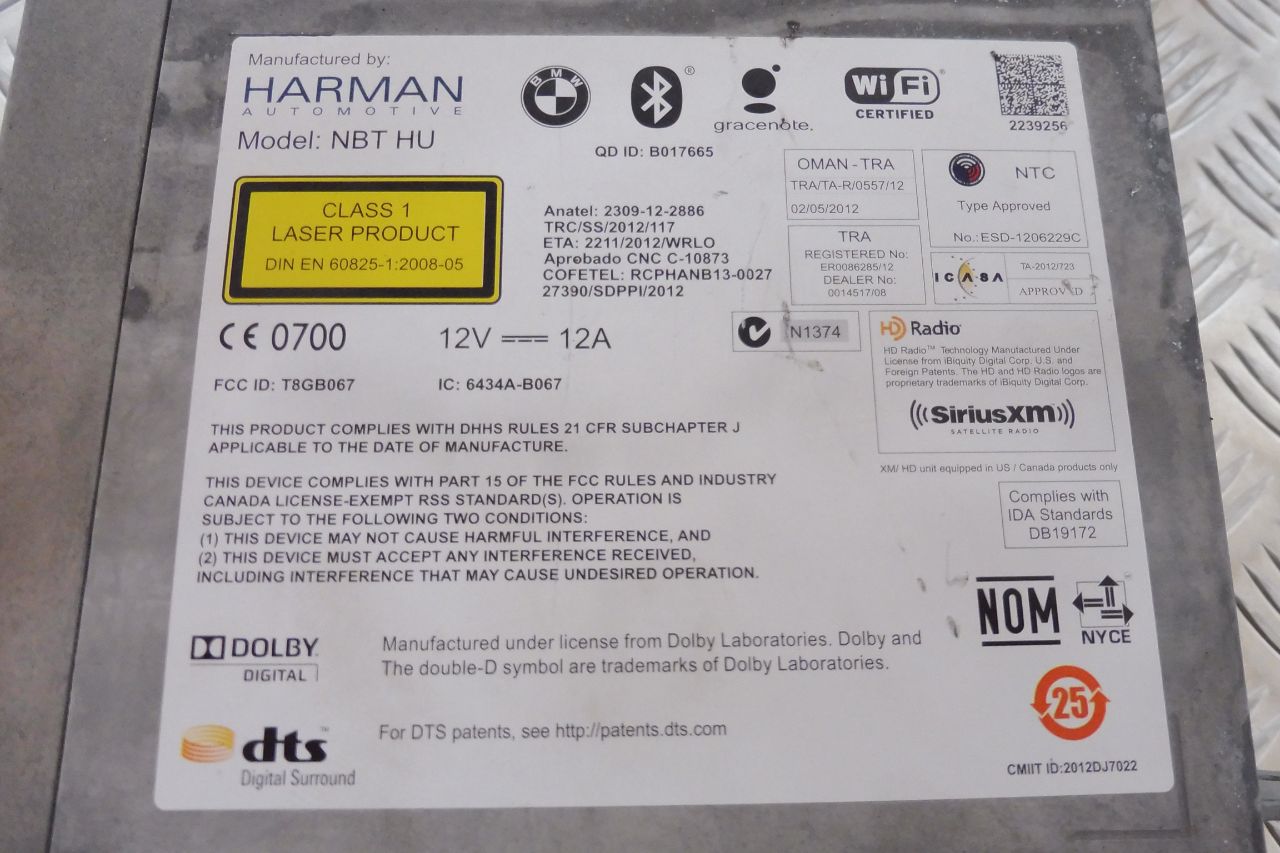 Manufactured by:
HARMAN
AUTOMOTIVE
Model: NBT HU
BMW
®
gracenote.
Wi Fi
CERTIFIED
2239256
QD ID: B017665
CLASS 1
LASER PRODUCT
DIN EN 60825-1:2008-05
Anatel: 2309-12-2886
TRC/SS/2012/117
ETA: 2211/2012/WRLO
Aprobado CNC C-10873
COFETEL: RCPHANB13-0027
27390/SDPPI/2012
OMAN - TRA
TRA/TA-R/0557/12
02/05/2012
NTC
Type Approved
No.: ESD-1206229C
TRA
REGISTERED No:
ER0086285/12
DEALER No:
0014517/08
ICASA
TA-2012/723
APPROVED
CE 0700
12V 12A
N1374
FCC ID: T8GB067
IC: 6434A-B067
HD Radio
HD Radio™ Technology Manufactured Under
License from iBiquity Digital Corp. U.S. and
Foreign Patents. The HD and HD Radio logos are
proprietary trademarks of iBiquity Digital Corp.
(((SiriusXm)))
SATELLITE RADIO
XM/ HD unit equipped in US / Canada products only
THIS PRODUCT COMPLIES WITH DHHS RULES 21 CFR SUBCHAPTER J
APPLICABLE TO THE DATE OF MANUFACTURE.
THIS DEVICE COMPLIES WITH PART 15 OF THE FCC RULES AND INDUSTRY
CANADA LICENSE-EXEMPT RSS STANDARD(S). OPERATION IS
SUBJECT TO THE FOLLOWING TWO CONDITIONS:
(1) THIS DEVICE MAY NOT CAUSE HARMFUL INTERFERENCE, AND
(2) THIS DEVICE MUST ACCEPT ANY INTERFERENCE RECEIVED,
INCLUDING INTERFERENCE THAT MAY CAUSE UNDESIRED OPERATION.
Complies with
IDA Standards
DB19172
NOM
NYCE
DOLBY
DIGITAL
Manufactured under license from Dolby Laboratories. Dolby and
The double-D symbol are trademarks of Dolby Laboratories.
25
dts™
Digital Surround
For DTS patents, see http://patents.dts.com
CMIIT ID:2012DJ7022